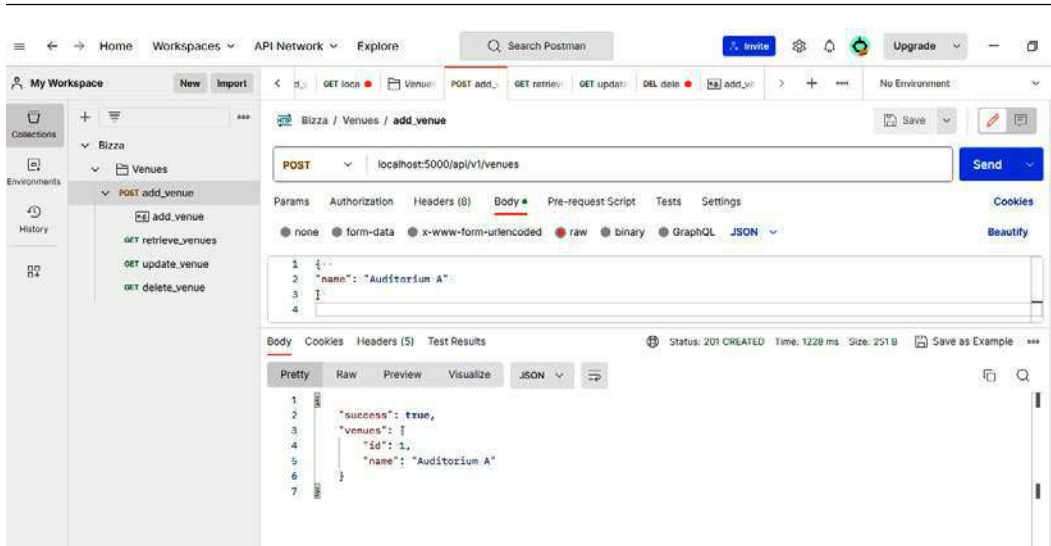 Home Workspaces API Network Explore Search Postman Invite Upgrade
My Workspace New Import GET loca Venue POST add_ GET retriev GET updat DEL dele add_ve No Environment
Collections
Environments
History
Bizza
Venues
POST add_venue
add_venue
GET retrieve_venues
GET update_venue
GET delete_venue
Bizza / Venues / add_venue Save
POST localhost:5000/api/v1/venues Send
Params Authorization Headers (8) Body Pre-request Script Tests Settings Cookies
none form-data x-www-form-urlencoded raw binary GraphQL JSON Beautify
1 {
2 "name": "Auditorium A"
3 }
4
Body Cookies Headers (5) Test Results Status: 201 CREATED Time: 1228 ms Size: 251 B Save as Example
Pretty Raw Preview Visualize JSON
1 {
2 "success": true,
3 "venues": {
4 "id": 1,
5 "name": "Auditorium A"
6 }
7 }